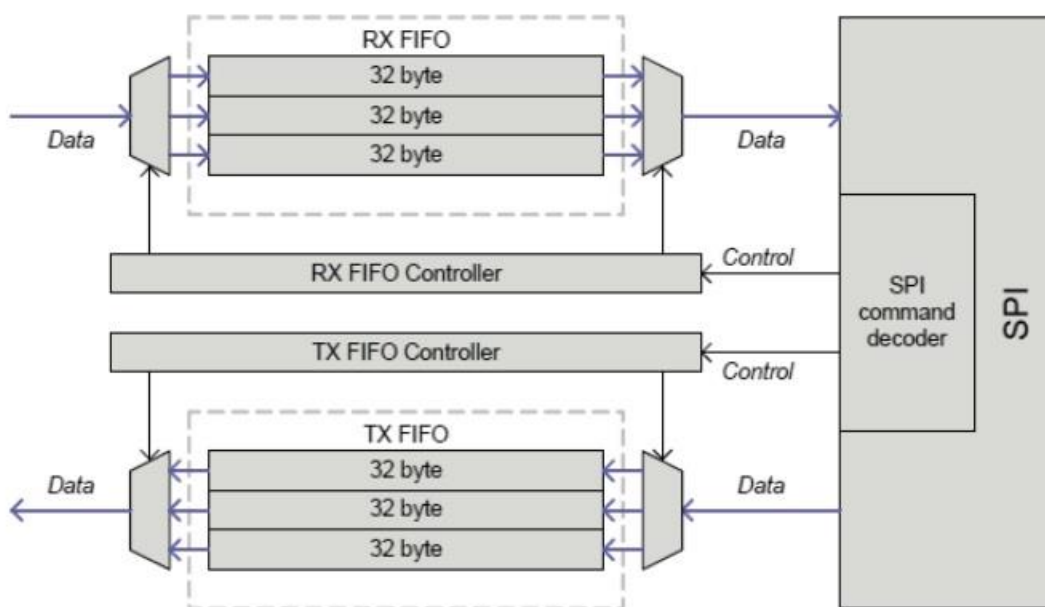 RX FIFO
32 byte
32 byte
32 byte
Data
Data
RX FIFO Controller
Control
SPI
command
decoder
SPI
TX FIFO Controller
Control
TX FIFO
32 byte
32 byte
32 byte
Data
Data